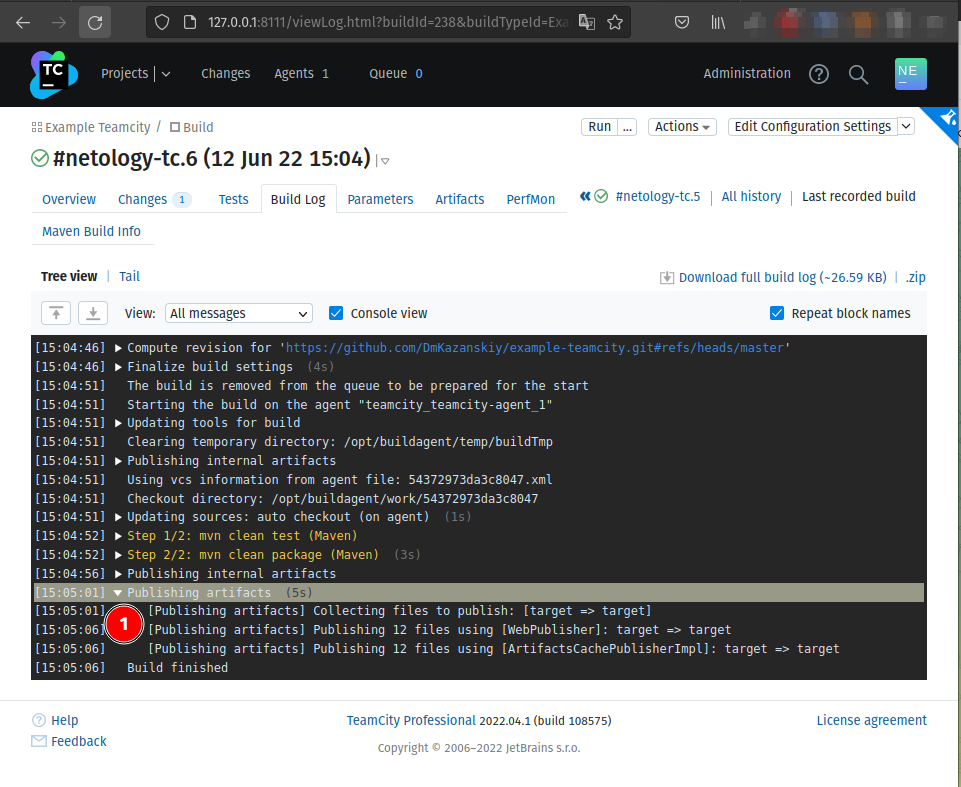 127.0.0.1:8111/viewLog.html?buildId=238&buildTypeId=Exa
TC
Projects Changes Agents 1 Queue 0 Administration ? NE
Example Teamcity / Build Run ... Actions Edit Configuration Settings
#netology-tc.6 (12 Jun 22 15:04)
Overview Changes 1 Tests Build Log Parameters Artifacts PerfMon « #netology-tc.5 | All history | Last recorded build
Maven Build Info
Tree view | Tail Download full build log (~26.59 KB) | .zip
View: All messages Console view Repeat block names
[15:04:46] Compute revision for 'https://github.com/DmKazanskiy/example-teamcity.git#refs/heads/master'
[15:04:46] Finalize build settings (4s)
[15:04:51] The build is removed from the queue to be prepared for the start
[15:04:51] Starting the build on the agent "teamcity_teamcity-agent_1"
[15:04:51] Updating tools for build
[15:04:51] Clearing temporary directory: /opt/buildagent/temp/buildTmp
[15:04:51] Publishing internal artifacts
[15:04:51] Using vcs information from agent file: 54372973da3c8047.xml
[15:04:51] Checkout directory: /opt/buildagent/work/54372973da3c8047
[15:04:51] Updating sources: auto checkout (on agent) (1s)
[15:04:52] Step 1/2: mvn clean test (Maven)
[15:04:52] Step 2/2: mvn clean package (Maven) (3s)
[15:04:56] Publishing internal artifacts
[15:05:01] Publishing artifacts (5s)
[15:05:01] [Publishing artifacts] Collecting files to publish: [target => target]
1
[15:05:06] [Publishing artifacts] Publishing 12 files using [WebPublisher]: target => target
[15:05:06] [Publishing artifacts] Publishing 12 files using [ArtifactsCachePublisherImpl]: target => target
[15:05:06] Build finished
Help TeamCity Professional 2022.04.1 (build 108575) License agreement
Feedback Copyright © 2006–2022 JetBrains s.r.o.